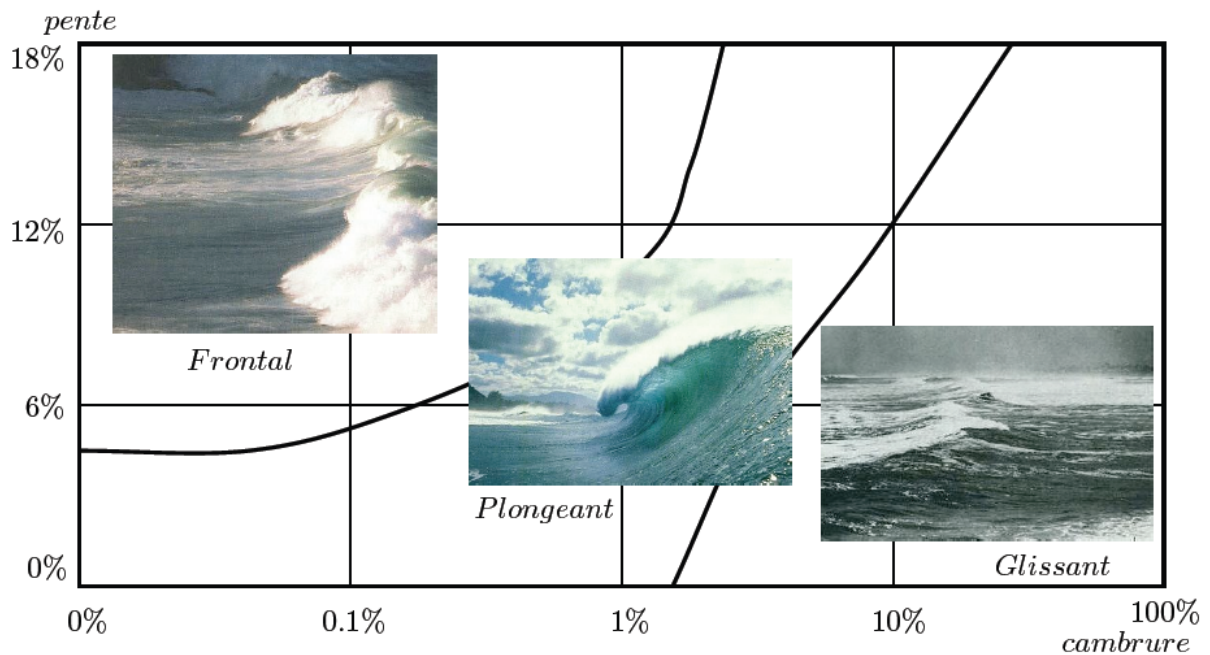 pente
18%
12%
Frontal
6%
Plongeant
0%
Glissant
0%
0.1%
1%
10%
100%
cambrure